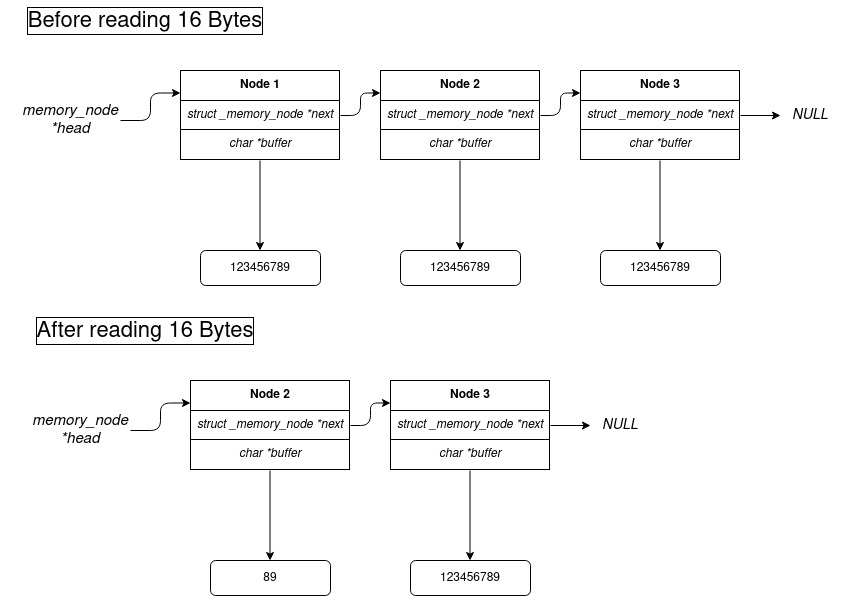 Before reading 16 Bytes
Node 1
Node 2
Node 3
memory_node
*head
struct _memory_node *next
struct _memory_node *next
struct _memory_node *next
NULL
char *buffer
char *buffer
char *buffer
123456789
123456789
123456789
After reading 16 Bytes
Node 2
Node 3
memory_node
*head
struct _memory_node *next
struct _memory_node *next
NULL
char *buffer
char *buffer
89
123456789